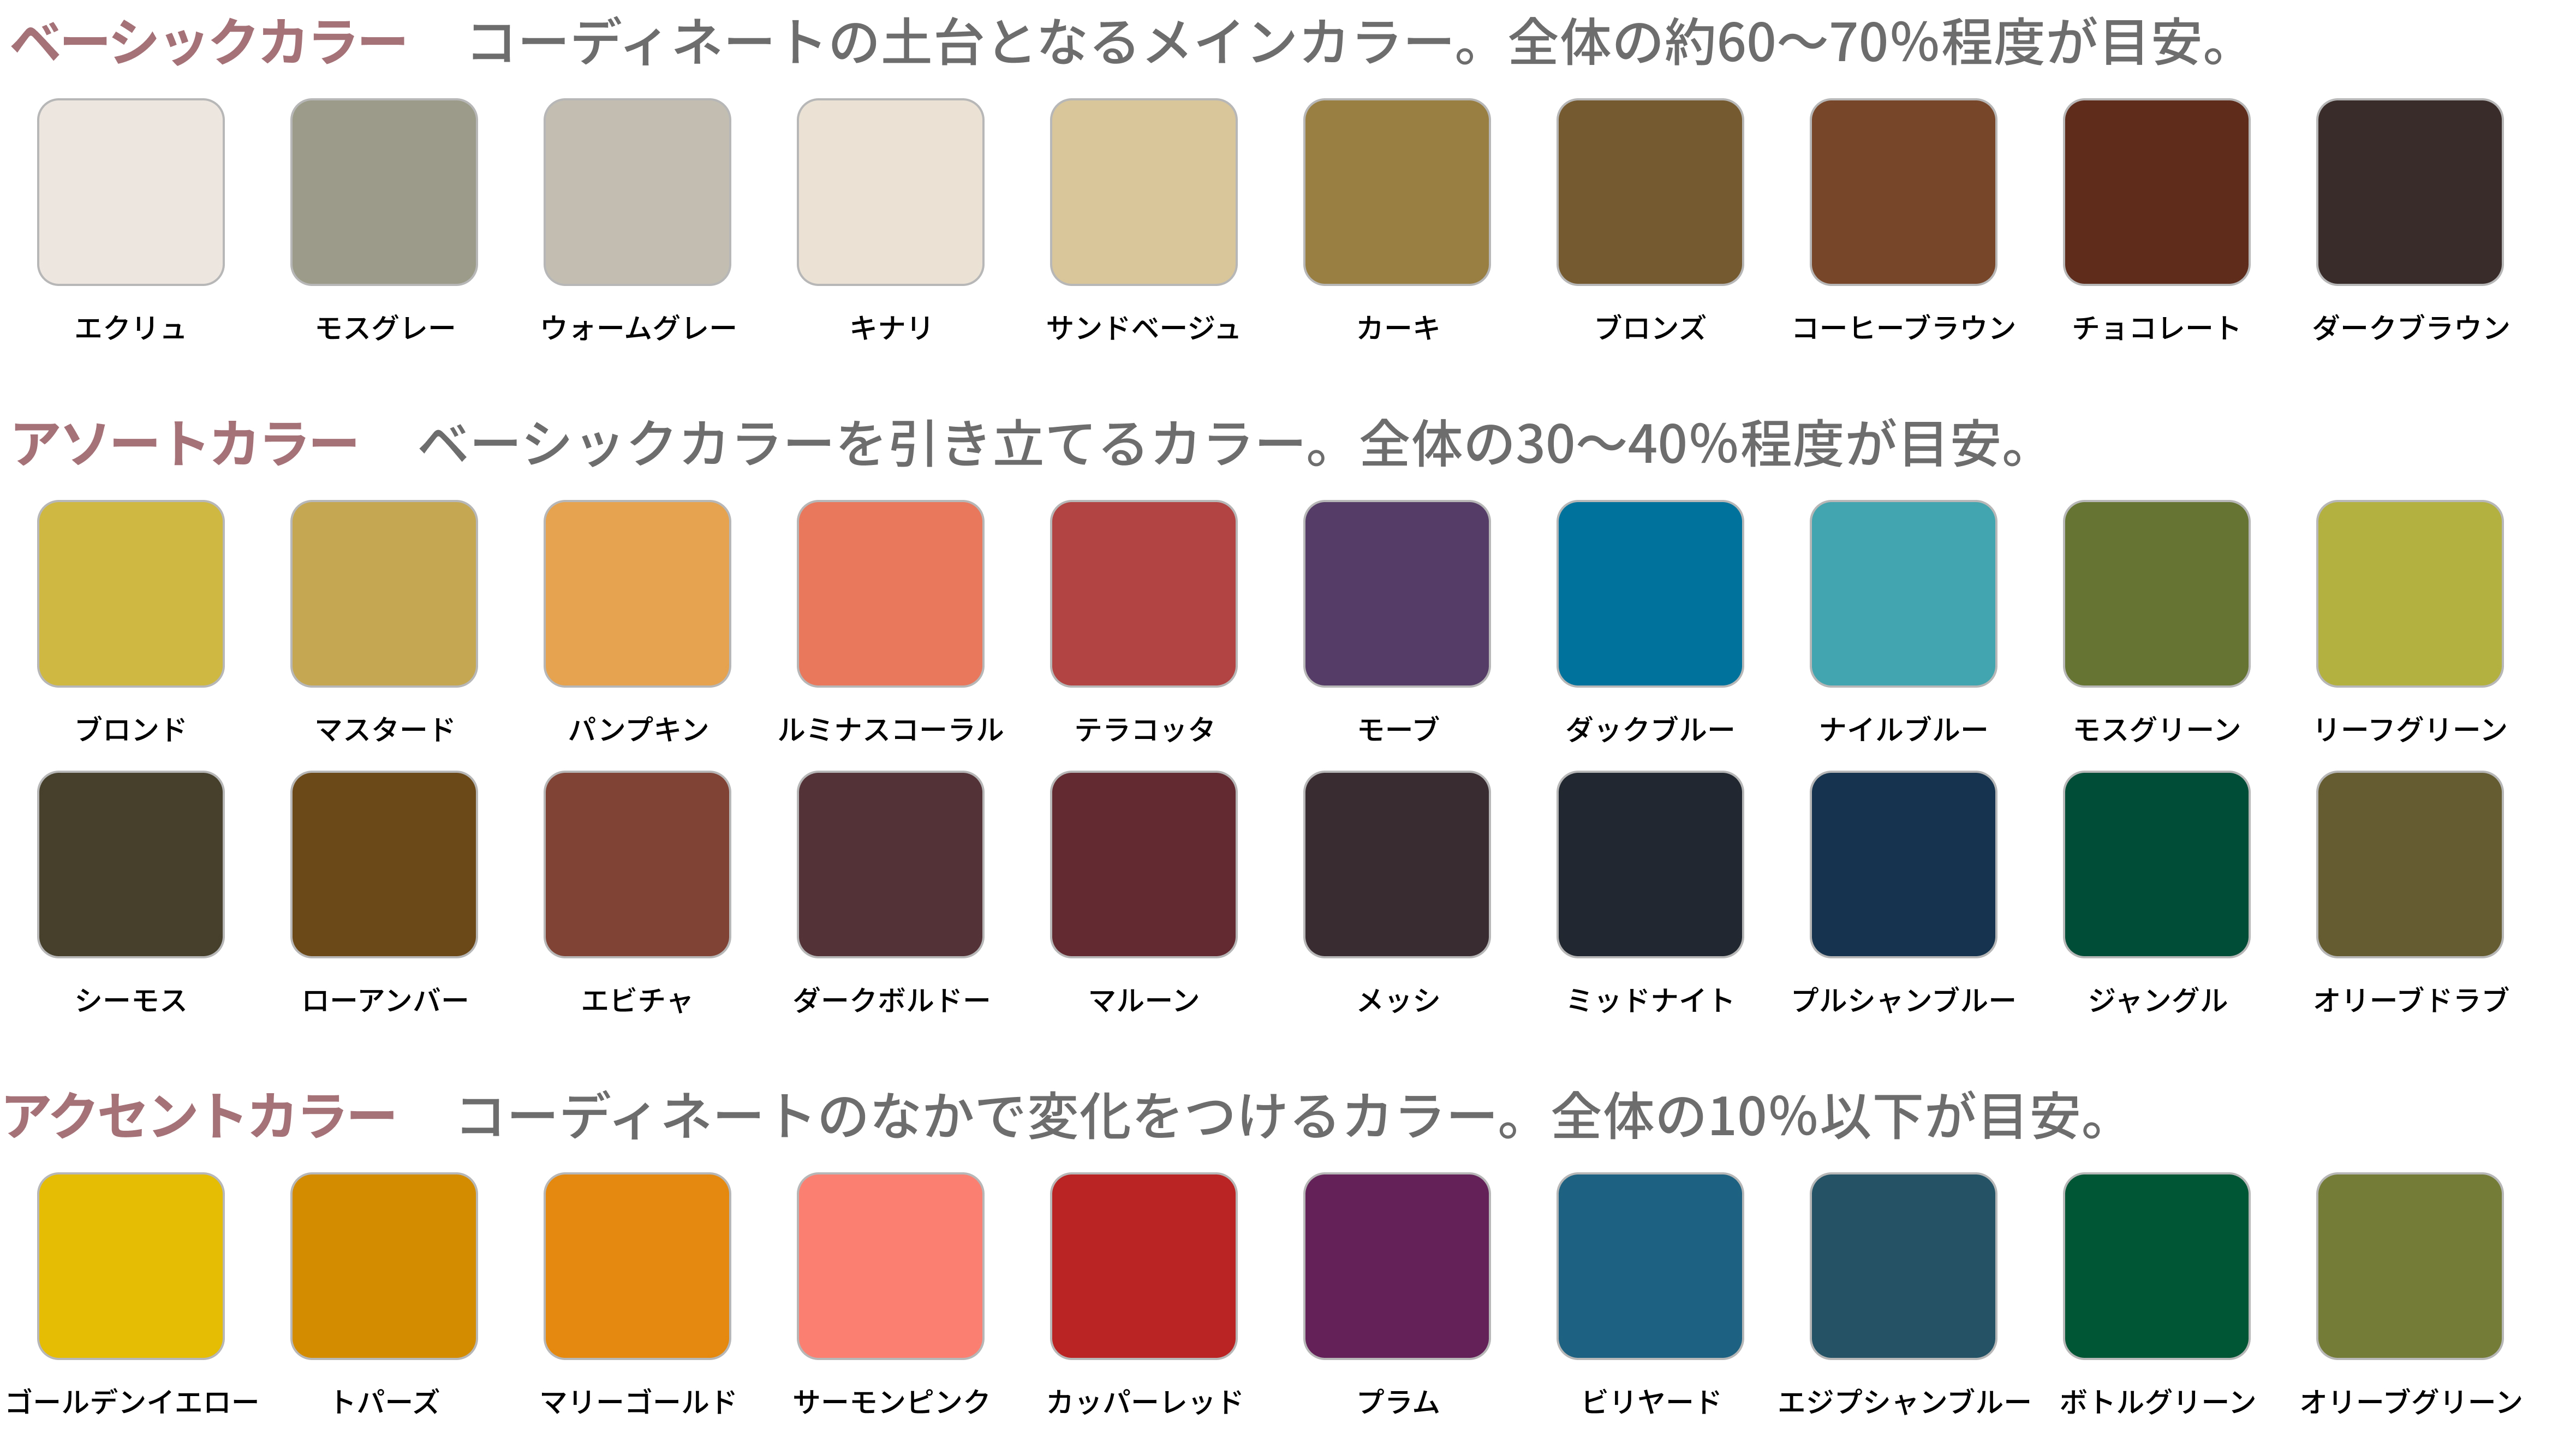 ベーシックカラー　コーディネートの土台となるメインカラー。全体の約60〜70%程度が目安。
エクリュ　モスグレー　ウォームグレー　キナリ　サンドベージュ　カーキ　ブロンズ　コーヒーブラウン　チョコレート　ダークブラウン
アソートカラー　ベーシックカラーを引き立てるカラー。全体の30〜40%程度が目安。
ブロンド　マスタード　パンプキン　ルミナスコーラル　テラコッタ　モーブ　ダックブルー　ナイルブルー　モスグリーン　リーフグリーン
シーモス　ローアンバー　エビチャ　ダークボルドー　マルーン　メッシ　ミッドナイト　プルシャンブルー　ジャングル　オリーブドラブ
アクセントカラー　コーディネートのなかで変化をつけるカラー。全体の10%以下が目安。
ゴールデンイエロー　トパーズ　マリーゴールド　サーモンピンク　カッパーレッド　プラム　ビリヤード　エジプシャンブルー　ボトルグリーン　オリーブグリーン